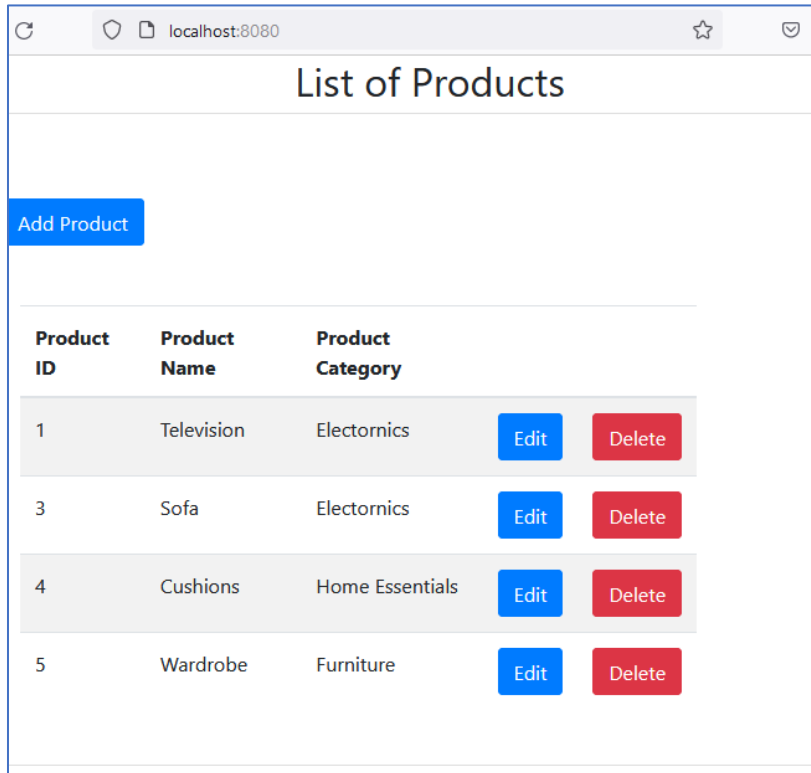 localhost:8080
List of Products
Add Product
Product Product Product
ID Name Category
1 Television Electornics Edit Delete
3 Sofa Electornics Edit Delete
4 Cushions Home Essentials Edit Delete
5 Wardrobe Furniture Edit Delete